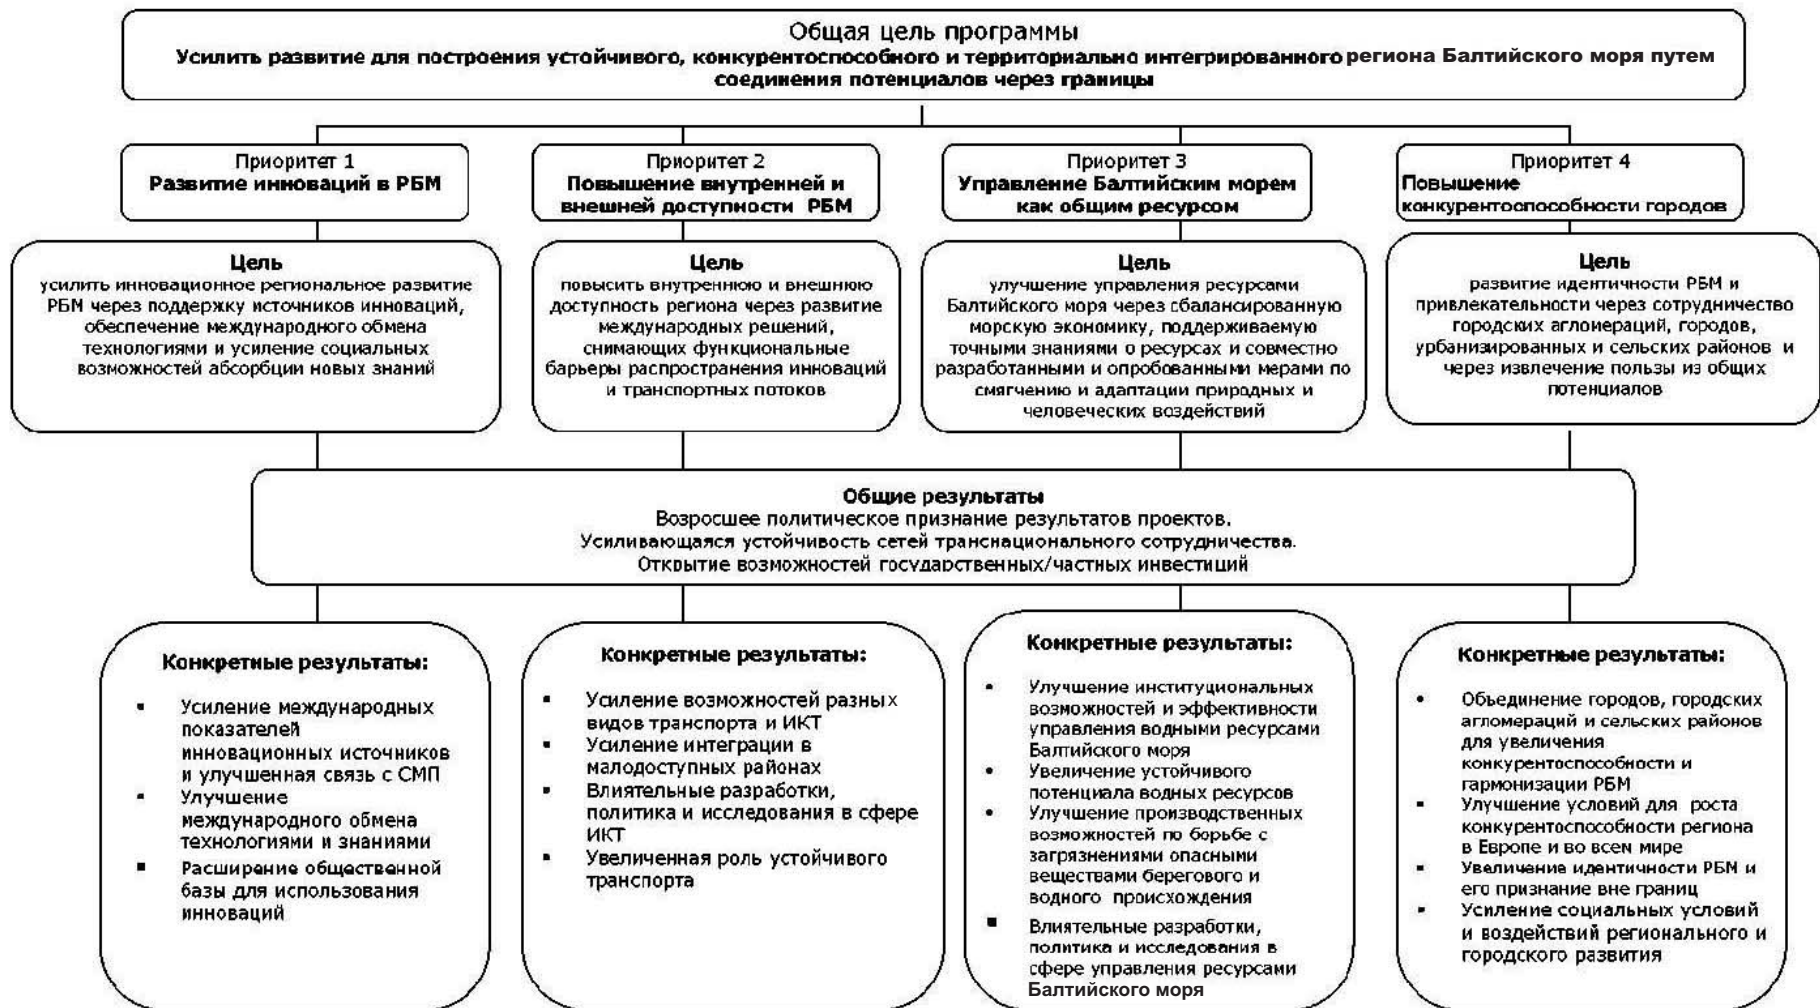 Общая цель программы
Усилить развитие для построения устойчивого, конкурентоспособного и территориально интегрированного региона Балтийского моря путем
соединения потенциалов через границы
Приоритет 1
Развитие инноваций в РБМ
Приоритет 2
Повышение внутренней и
внешней доступности РБМ
Приоритет 3
Управление Балтийским морем
как общим ресурсом
Приоритет 4
Повышение
конкурентоспособности городов
Цель
усилить инновационное региональное развитие
РБМ через поддержку источников инноваций,
обеспечение международного обмена
технологиями и усиление социальных
возможностей абсорбции новых знаний
Цель
повысить внутреннюю и внешнюю
доступность региона через развитие
международных решений,
снимающих функциональные
барьеры распространения инноваций
и транспортных потоков
Цель
улучшение управления ресурсами
Балтийского моря через сбалансированную
морскую экономику, поддерживаемую
точными знаниями о ресурсах и совместно
разработанными и опробованными мерами по
смягчению и адаптации природных и
человеческих воздействий
Цель
развитие идентичности РБМ и
привлекательности через сотрудничество
городских агломераций, городов,
урбанизированных и сельских районов и
через извлечение пользы из общих
потенциалов
Общие результаты
Возросшее политическое признание результатов проектов.
Усиливающаяся устойчивость сетей транснационального сотрудничества.
Открытие возможностей государственных/частных инвестиций
Конкретные результаты:
▪ Усиление международных
показателей
инновационных источников
и улучшенная связь с СМП
▪ Улучшение
международного обмена
технологиями и знаниями
▪ Расширение общественной
базы для использования
инноваций
Конкретные результаты:
▪ Усиление возможностей разных
видов транспорта и ИКТ
▪ Усиление интеграции в
малодоступных районах
▪ Влиятельные разработки,
политика и исследования в сфере
ИКТ
▪ Увеличенная роль устойчивого
транспорта
Конкретные результаты:
• Улучшение институциональных
возможностей и эффективности
управления водными ресурсами
Балтийского моря
• Увеличение устойчивого
потенциала водных ресурсов
• Улучшение производственных
возможностей по борьбе с
загрязнениями опасными
веществами берегового и
водного происхождения
▪ Влиятельные разработки,
политика и исследования в
сфере управления ресурсами
Балтийского моря
Конкретные результаты:
• Объединение городов, городских
агломераций и сельских районов
для увеличения
конкурентоспособности и
гармонизации РБМ
▪ Улучшение условий для роста
конкурентоспособности региона
в Европе и во всем мире
▪ Увеличение идентичности РБМ и
его признание вне границ
▪ Усиление социальных условий
и воздействий регионального и
городского развития